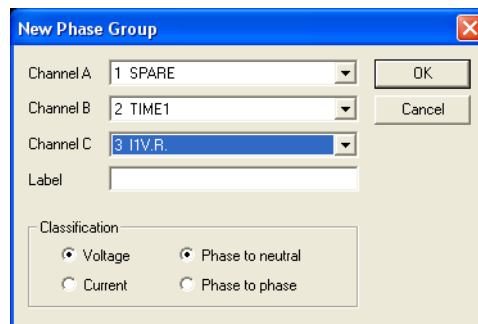 New Phase Group
Channel A 1 SPARE OK
Channel B 2 TIME1 Cancel
Channel C 3 I1V.R.
Label
Classification
Voltage Phase to neutral
Current Phase to phase